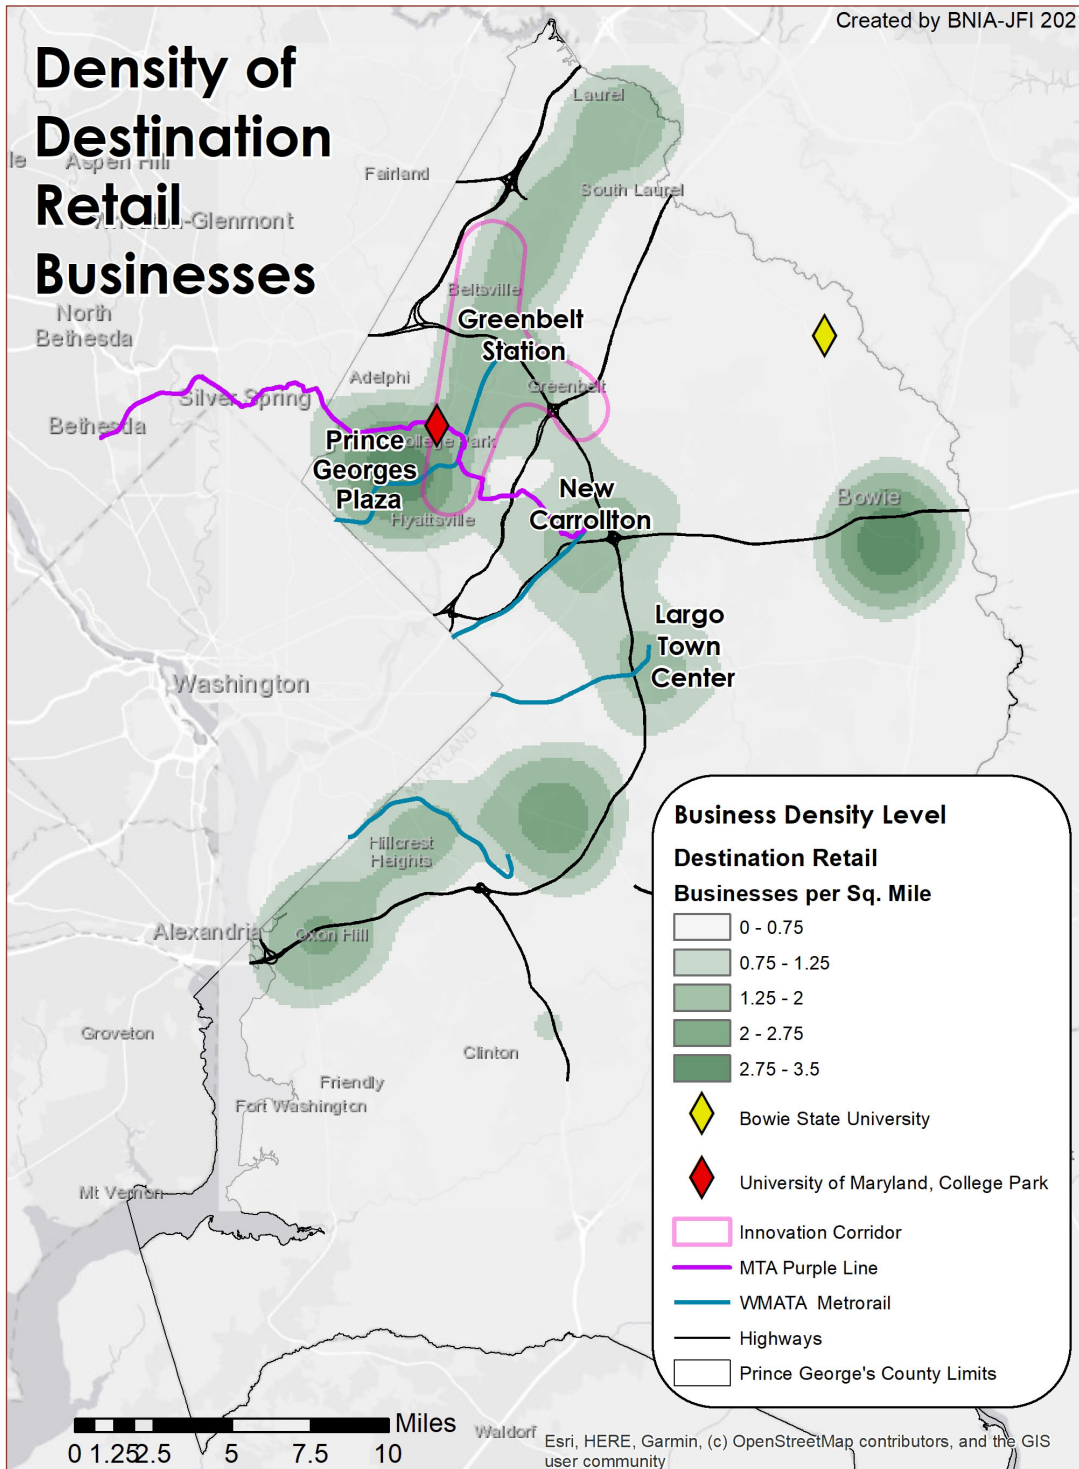 Created by BNIA-JFI 202
Density of
Destination
Retail
Businesses
le
Aspen Hill
Wheaton-Glenmont
North
Bethesda
Bethesda
Silver Spring
Fairland
Laurel
South Laurel
Beltsville
Greenbelt
Station
Greenbelt
Adelphi
College Park
Prince
Georges
Plaza
Hyattsville
New
Carrollton
Bowie
Largo
Town
Center
Washington
MARYLAND
Hillcrest
Heights
Alexandria
Oxon Hill
Groveton
Clinton
Friendly
Fort Washington
Mt Vernon
Waldorf
Business Density Level
Destination Retail
Businesses per Sq. Mile
0 - 0.75
0.75 - 1.25
1.25 - 2
2 - 2.75
2.75 - 3.5
Bowie State University
University of Maryland, College Park
Innovation Corridor
MTA Purple Line
WMATA Metrorail
Highways
Prince George's County Limits
Miles
0 1.25 2.5 5 7.5 10
Esri, HERE, Garmin, (c) OpenStreetMap contributors, and the GIS
user community